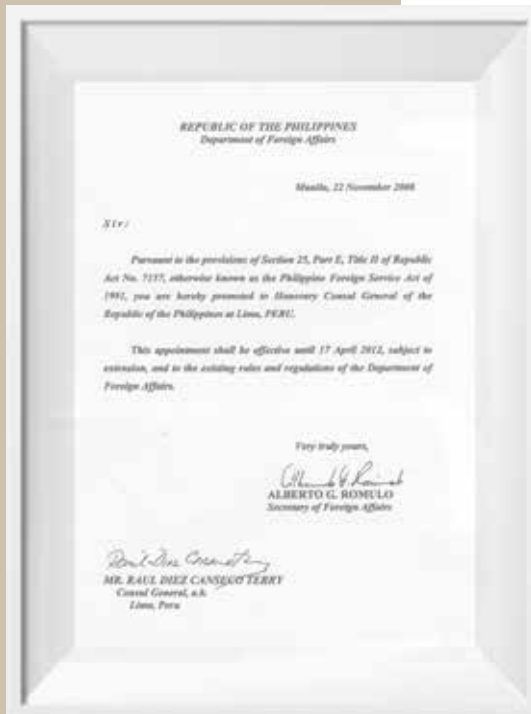 REPUBLIC OF THE PHILIPPINES
Department of Foreign Affairs
Manila, 22 November 2008
Sir:
Pursuant to the provisions of Section 25, Part E, Title II of Republic
Act No. 7157, otherwise known as the Philippine Foreign Service Act of
1991, you are hereby promoted to Honorary Consul General of the
Republic of the Philippines at Lima, PERU.
This appointment shall be effective until 17 April 2012, subject to
extension, and to the existing rules and regulations of the Department of
Foreign Affairs.
Very truly yours,
ALBERTO G. ROMULO
Secretary of Foreign Affairs
Raul Diez Canseco Terry
MR. RAUL DIEZ CANSECO TERRY
Consul General, a.h.
Lima, Peru